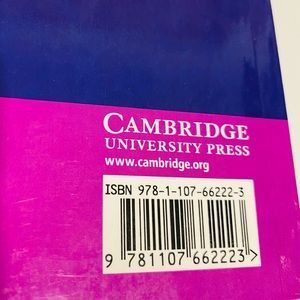 CAMBRIDGE
UNIVERSITY PRESS
www.cambridge.org
ISBN 978-1-107-66222-3
9 781107 662223 >